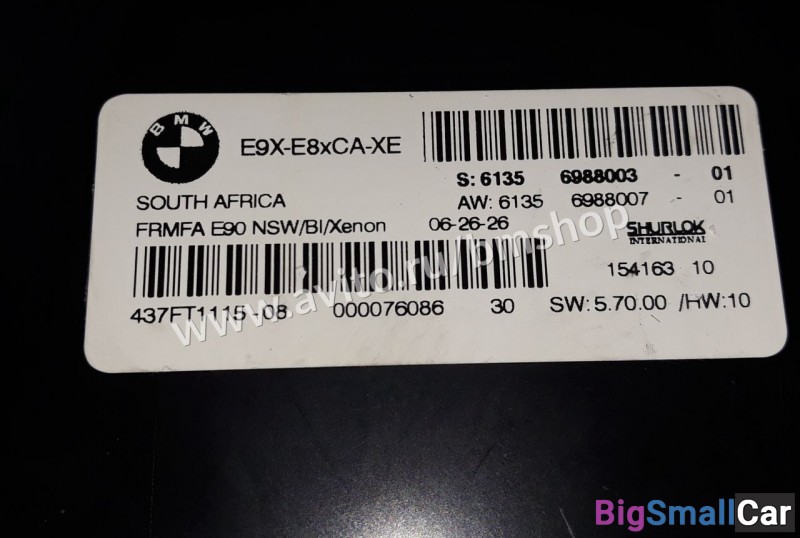 BMW
E9X-E8xCA-XE
S: 6135 6988003 - 01
SOUTH AFRICA
AW: 6135 6988007 - 01
FRMFA E90 NSW/BI/Xenon 06-26-26
SHURLOK
INTERNATIONAL
www.avito.ru/bmshop
154163 10
437FT1115-08 000076086 30 SW: 5.70.00 /HW:10
BigSmallCar